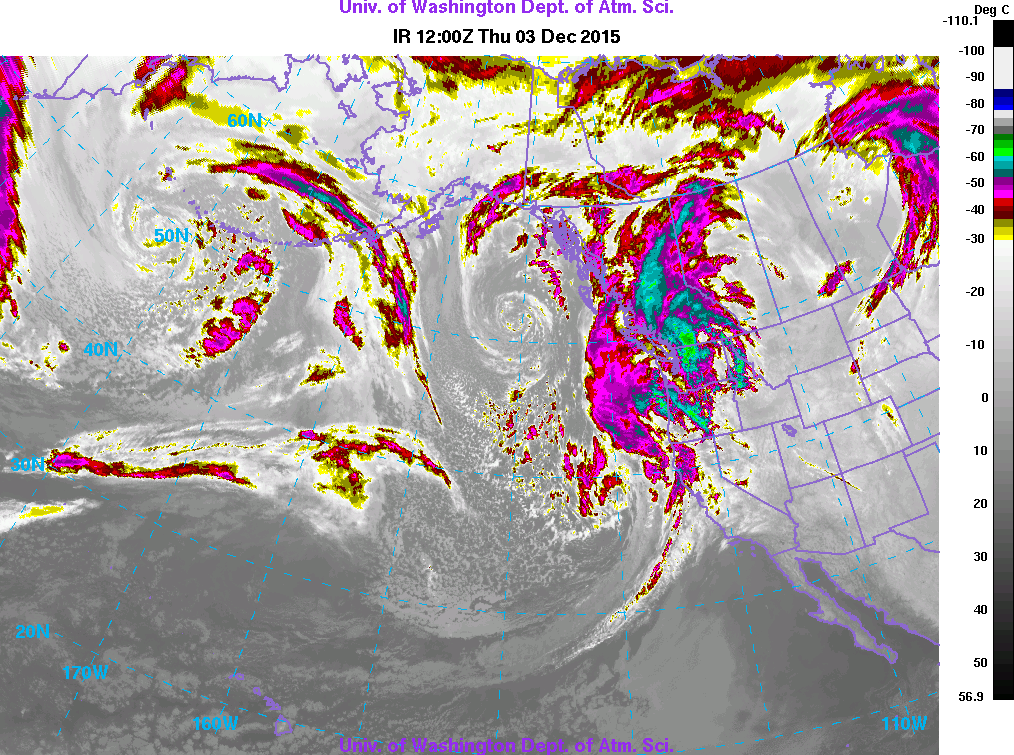 Univ. of Washington Dept. of Atm. Sci.
Deg C
-110.1
IR 12:00Z Thu 03 Dec 2015
-100
-90
-80
-70
-60
-50
-40
-30
-20
-10
0
10
20
30
40
50
56.9
60N
50N
40N
30N
20N
170W
160W
110W
Univ. of Washington Dept. of Atm. Sci.